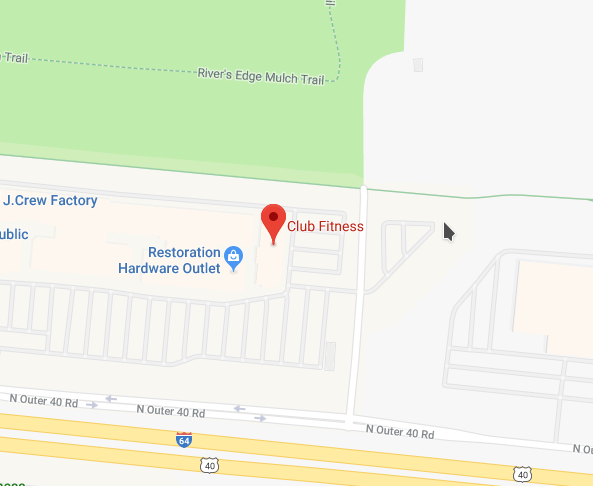 Trail
River's Edge Mulch Trail
J.Crew Factory
Club Fitness
ublic
Restoration
Hardware Outlet
N Outer 40 Rd
N Outer 40 Rd
N Outer 40 Rd
64
N Ou
40
40